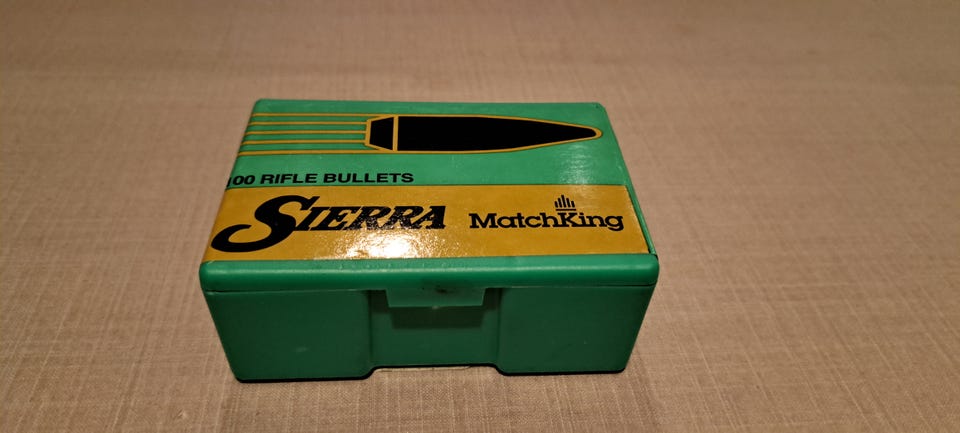 100 RIFLE BULLETS
SIERRA MatchKing